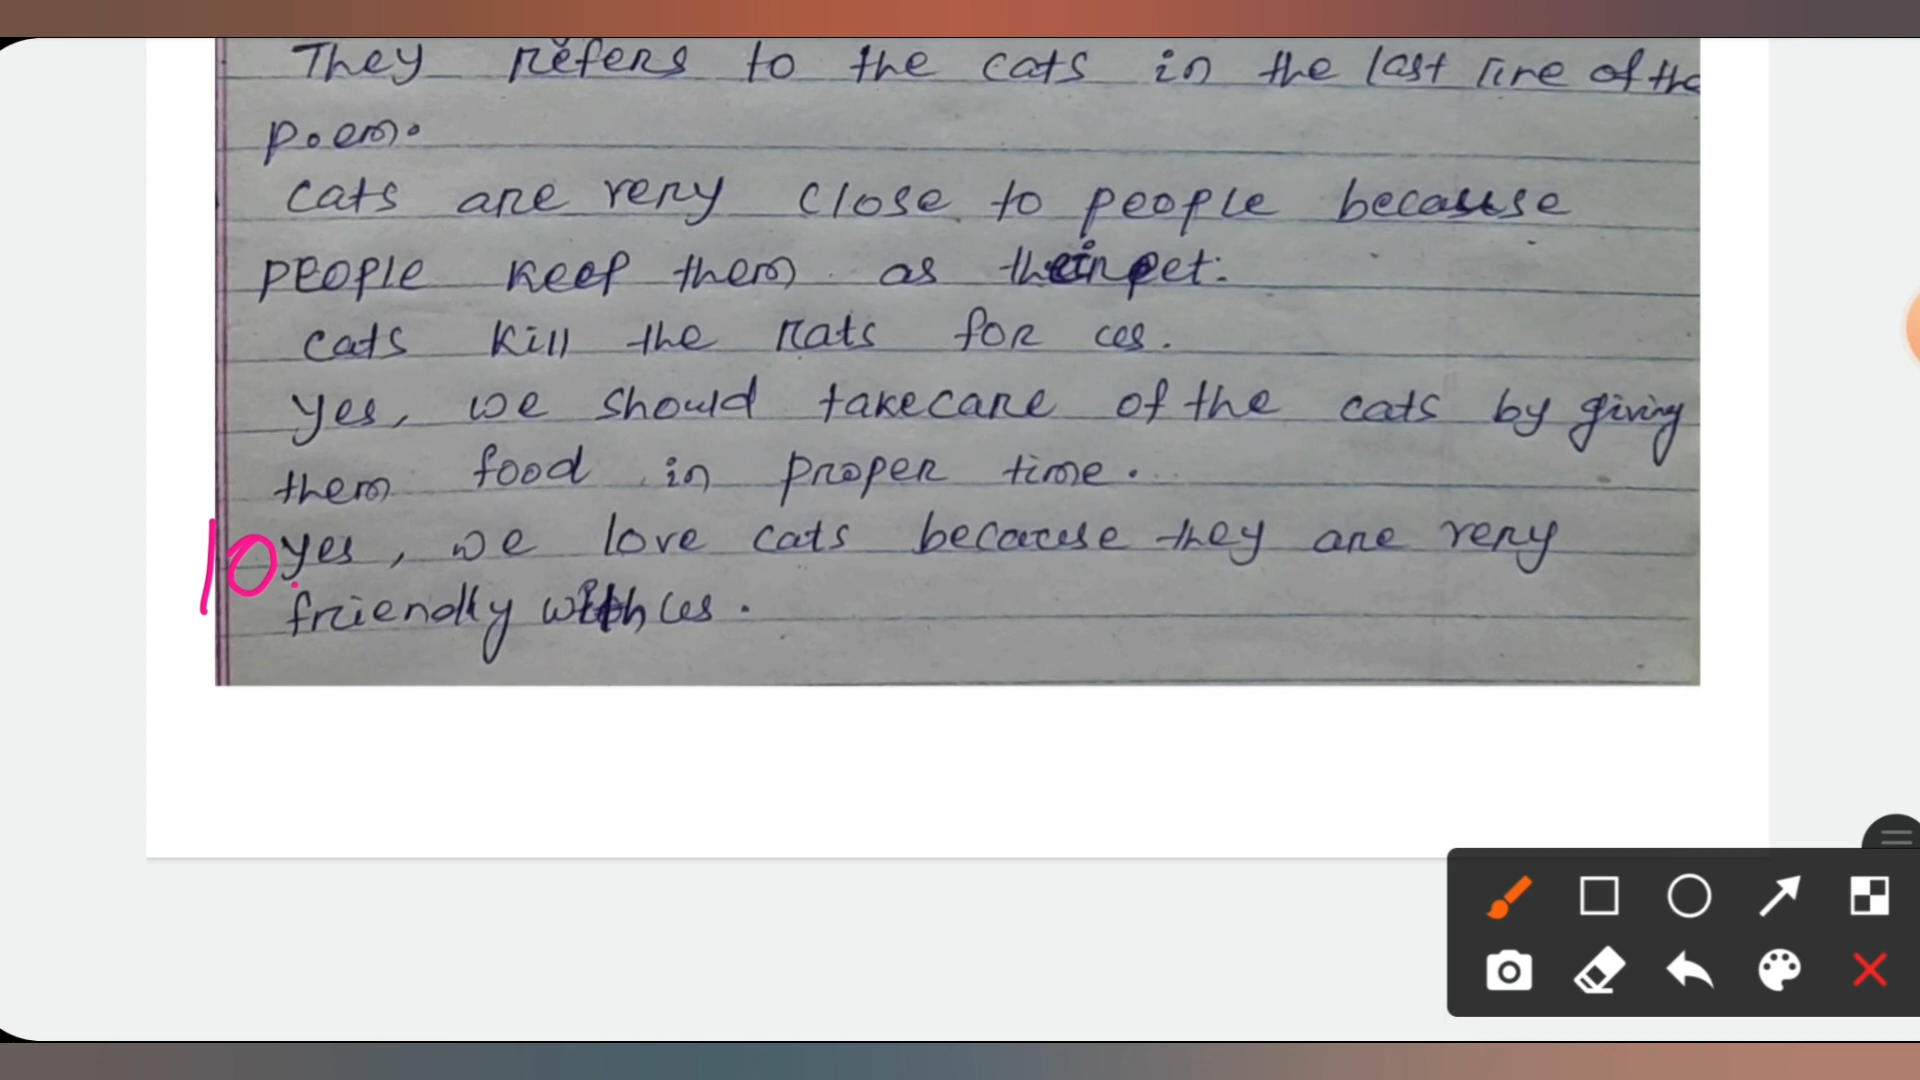 They refers to the cats in the last line of the
poem.
cats are very close to people because
people keep them as their pet.
cats kill the rats for us.
yes, we should takecare of the cats by giving
them food in proper time.
10. yes, we love cats because they are very
friendly with us.